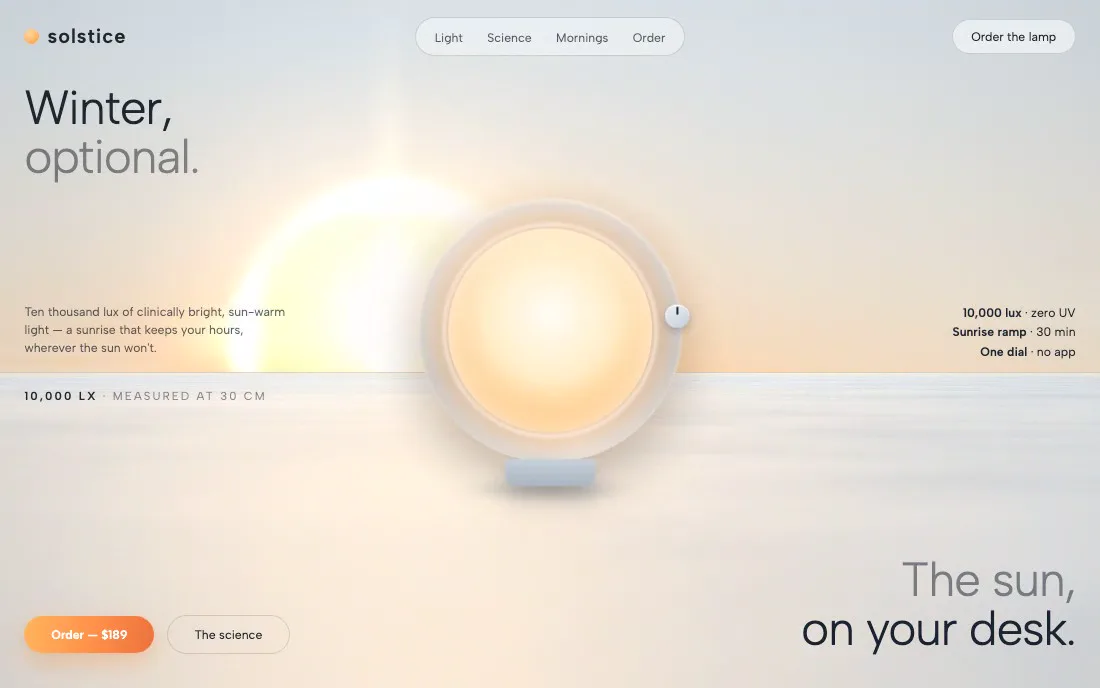 solstice
Light Science Mornings Order
Order the lamp
Winter,
optional.
Ten thousand lux of clinically bright, sun-warm
light — a sunrise that keeps your hours,
wherever the sun won't.
10,000 lux · zero UV
Sunrise ramp · 30 min
One dial · no app
10,000 LX · MEASURED AT 30 CM
The sun,
on your desk.
Order — $189
The science